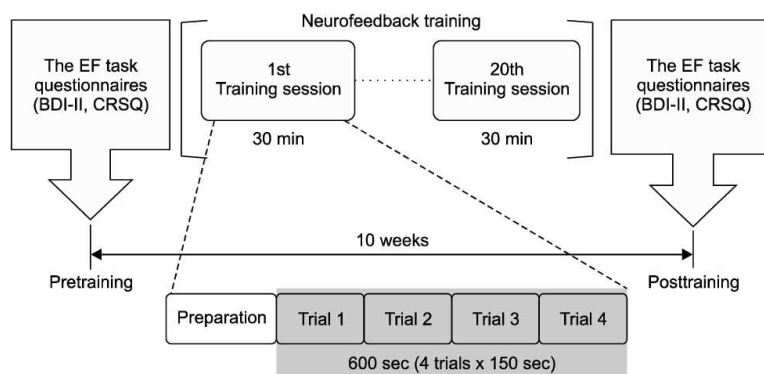 Neurofeedback training
The EF task
questionnaires
(BDI-II, CRSQ)
1st
Training session
20th
Training session
The EF task
questionnaires
(BDI-II, CRSQ)
30 min
30 min
10 weeks
Pretraining
Posttraining
Preparation
Trial 1
Trial 2
Trial 3
Trial 4
600 sec (4 trials x 150 sec)